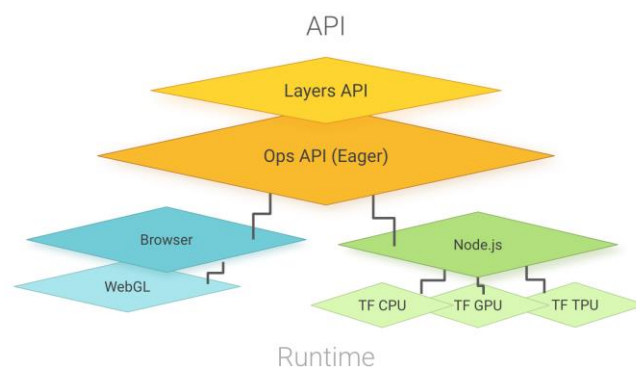 API
Layers API
Ops API (Eager)
Browser
Node.js
WebGL
TF CPU
TF GPU
TF TPU
Runtime